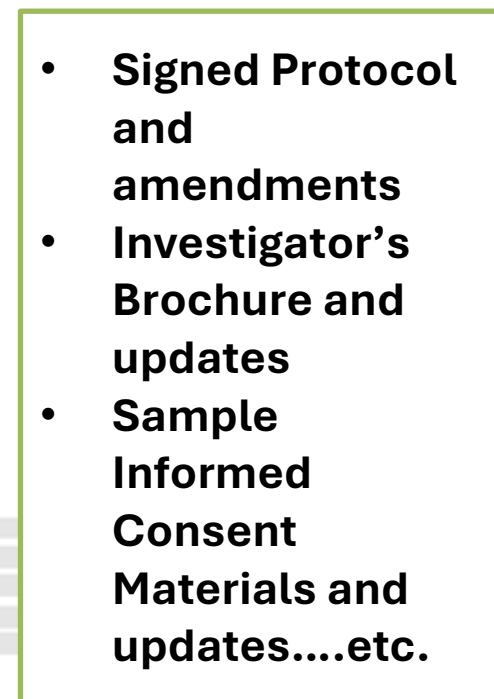 • Signed Protocol
and
amendments
• Investigator’s
Brochure and
updates
• Sample
Informed
Consent
Materials and
updates....etc.